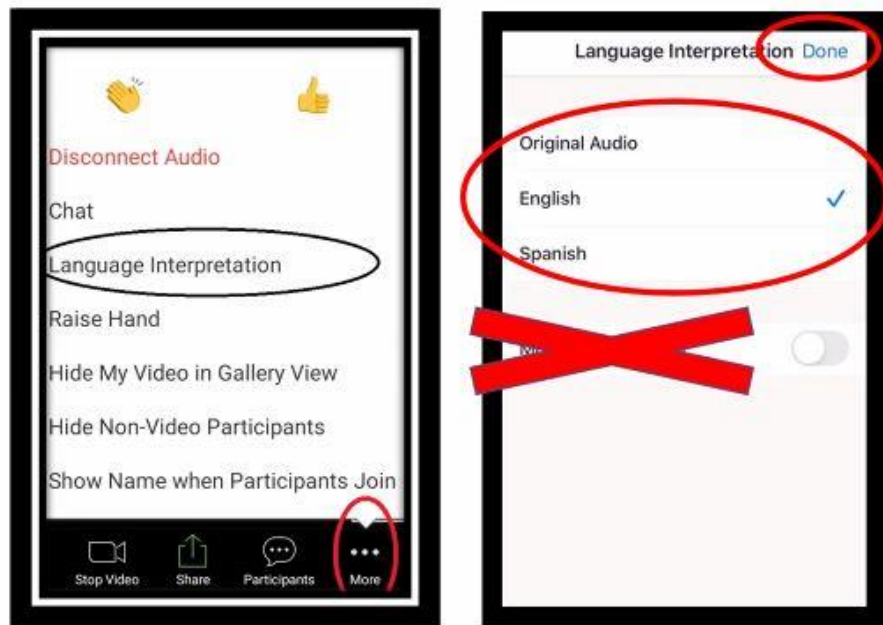 Disconnect Audio
Chat
Language Interpretation
Raise Hand
Hide My Video in Gallery View
Hide Non-Video Participants
Show Name when Participants Join
Stop Video
Share
Participants
More
Language Interpretation Done
Original Audio
English
Spanish